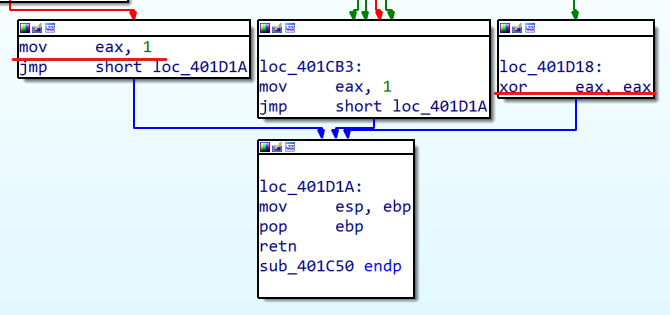 mov eax, 1
jmp short loc_401D1A
loc_401CB3:
mov eax, 1
jmp short loc_401D1A
loc_401D18:
xor eax, eax
loc_401D1A:
mov esp, ebp
pop ebp
retn
sub_401C50 endp